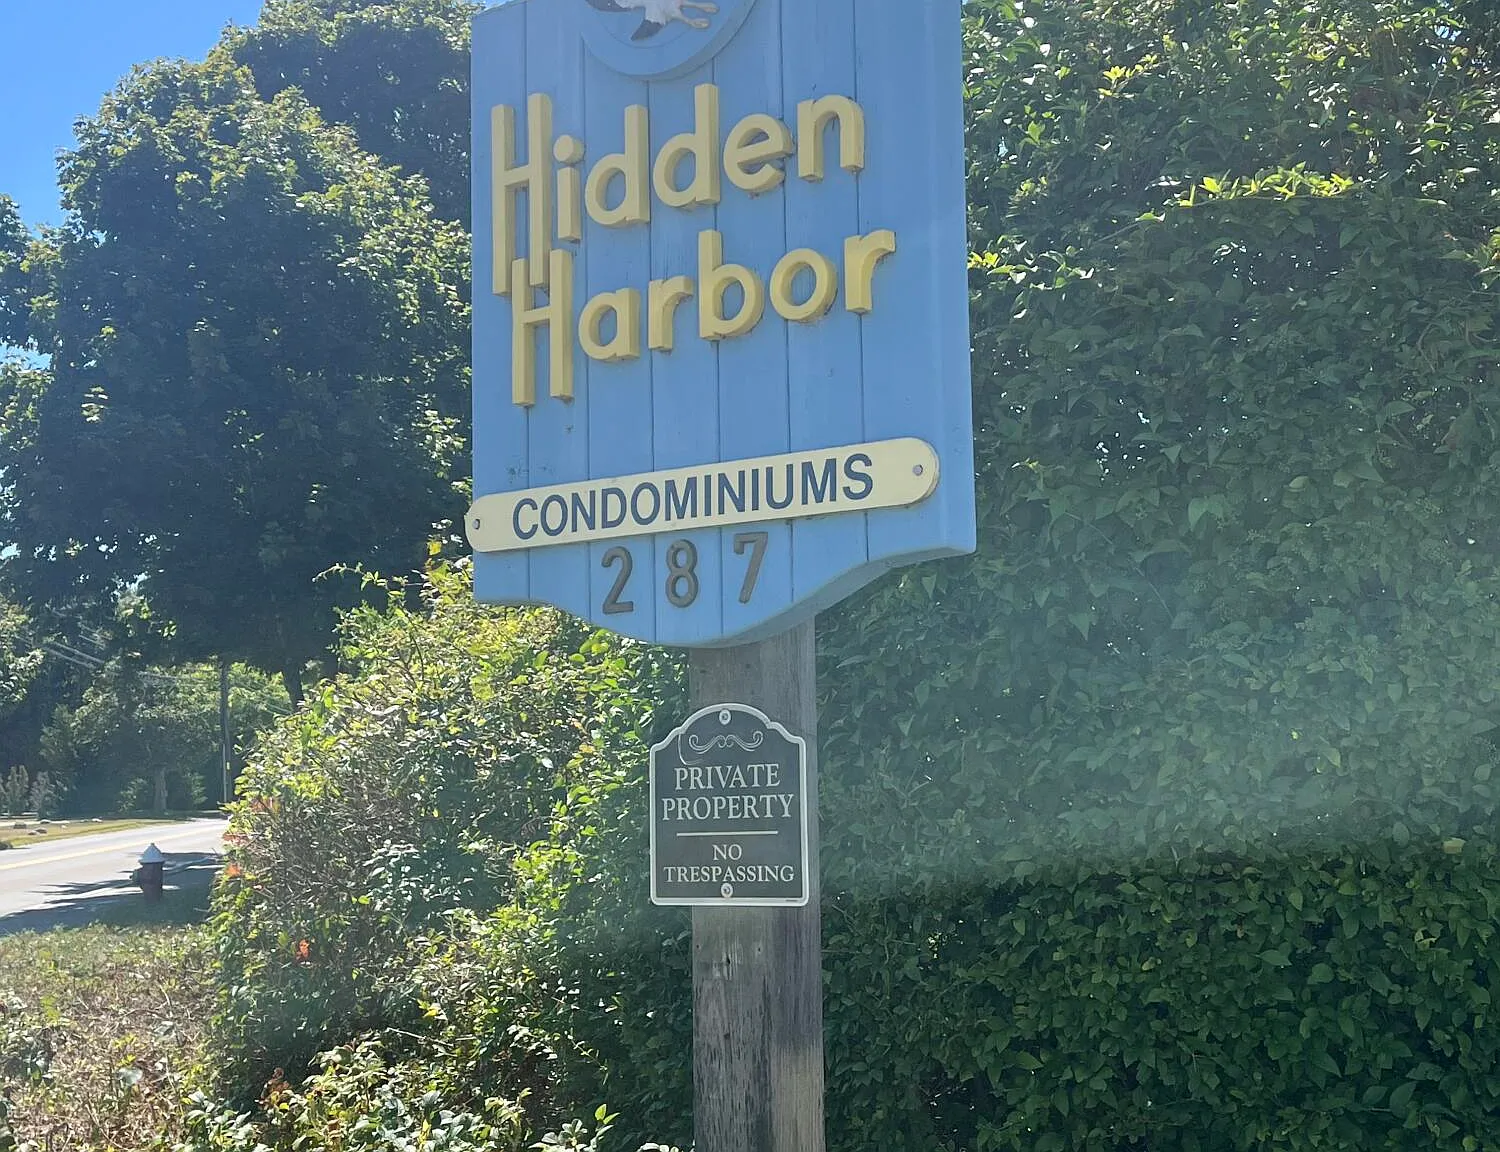 Hidden
Harbor
CONDOMINIUMS
287
PRIVATE
PROPERTY
NO
TRESPASSING